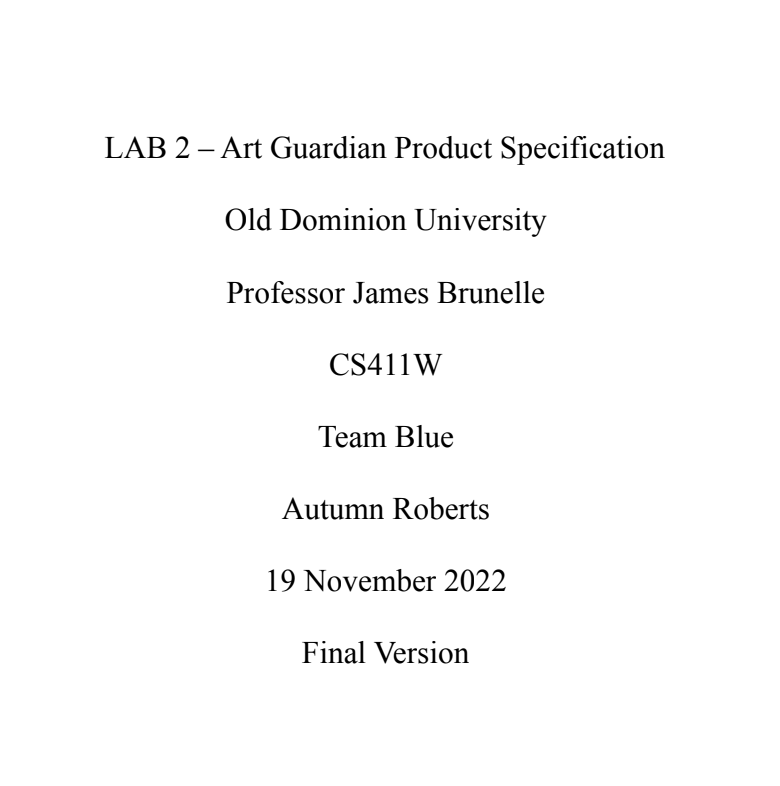 LAB 2 – Art Guardian Product Specification
Old Dominion University
Professor James Brunelle
CS411W
Team Blue
Autumn Roberts
19 November 2022
Final Version